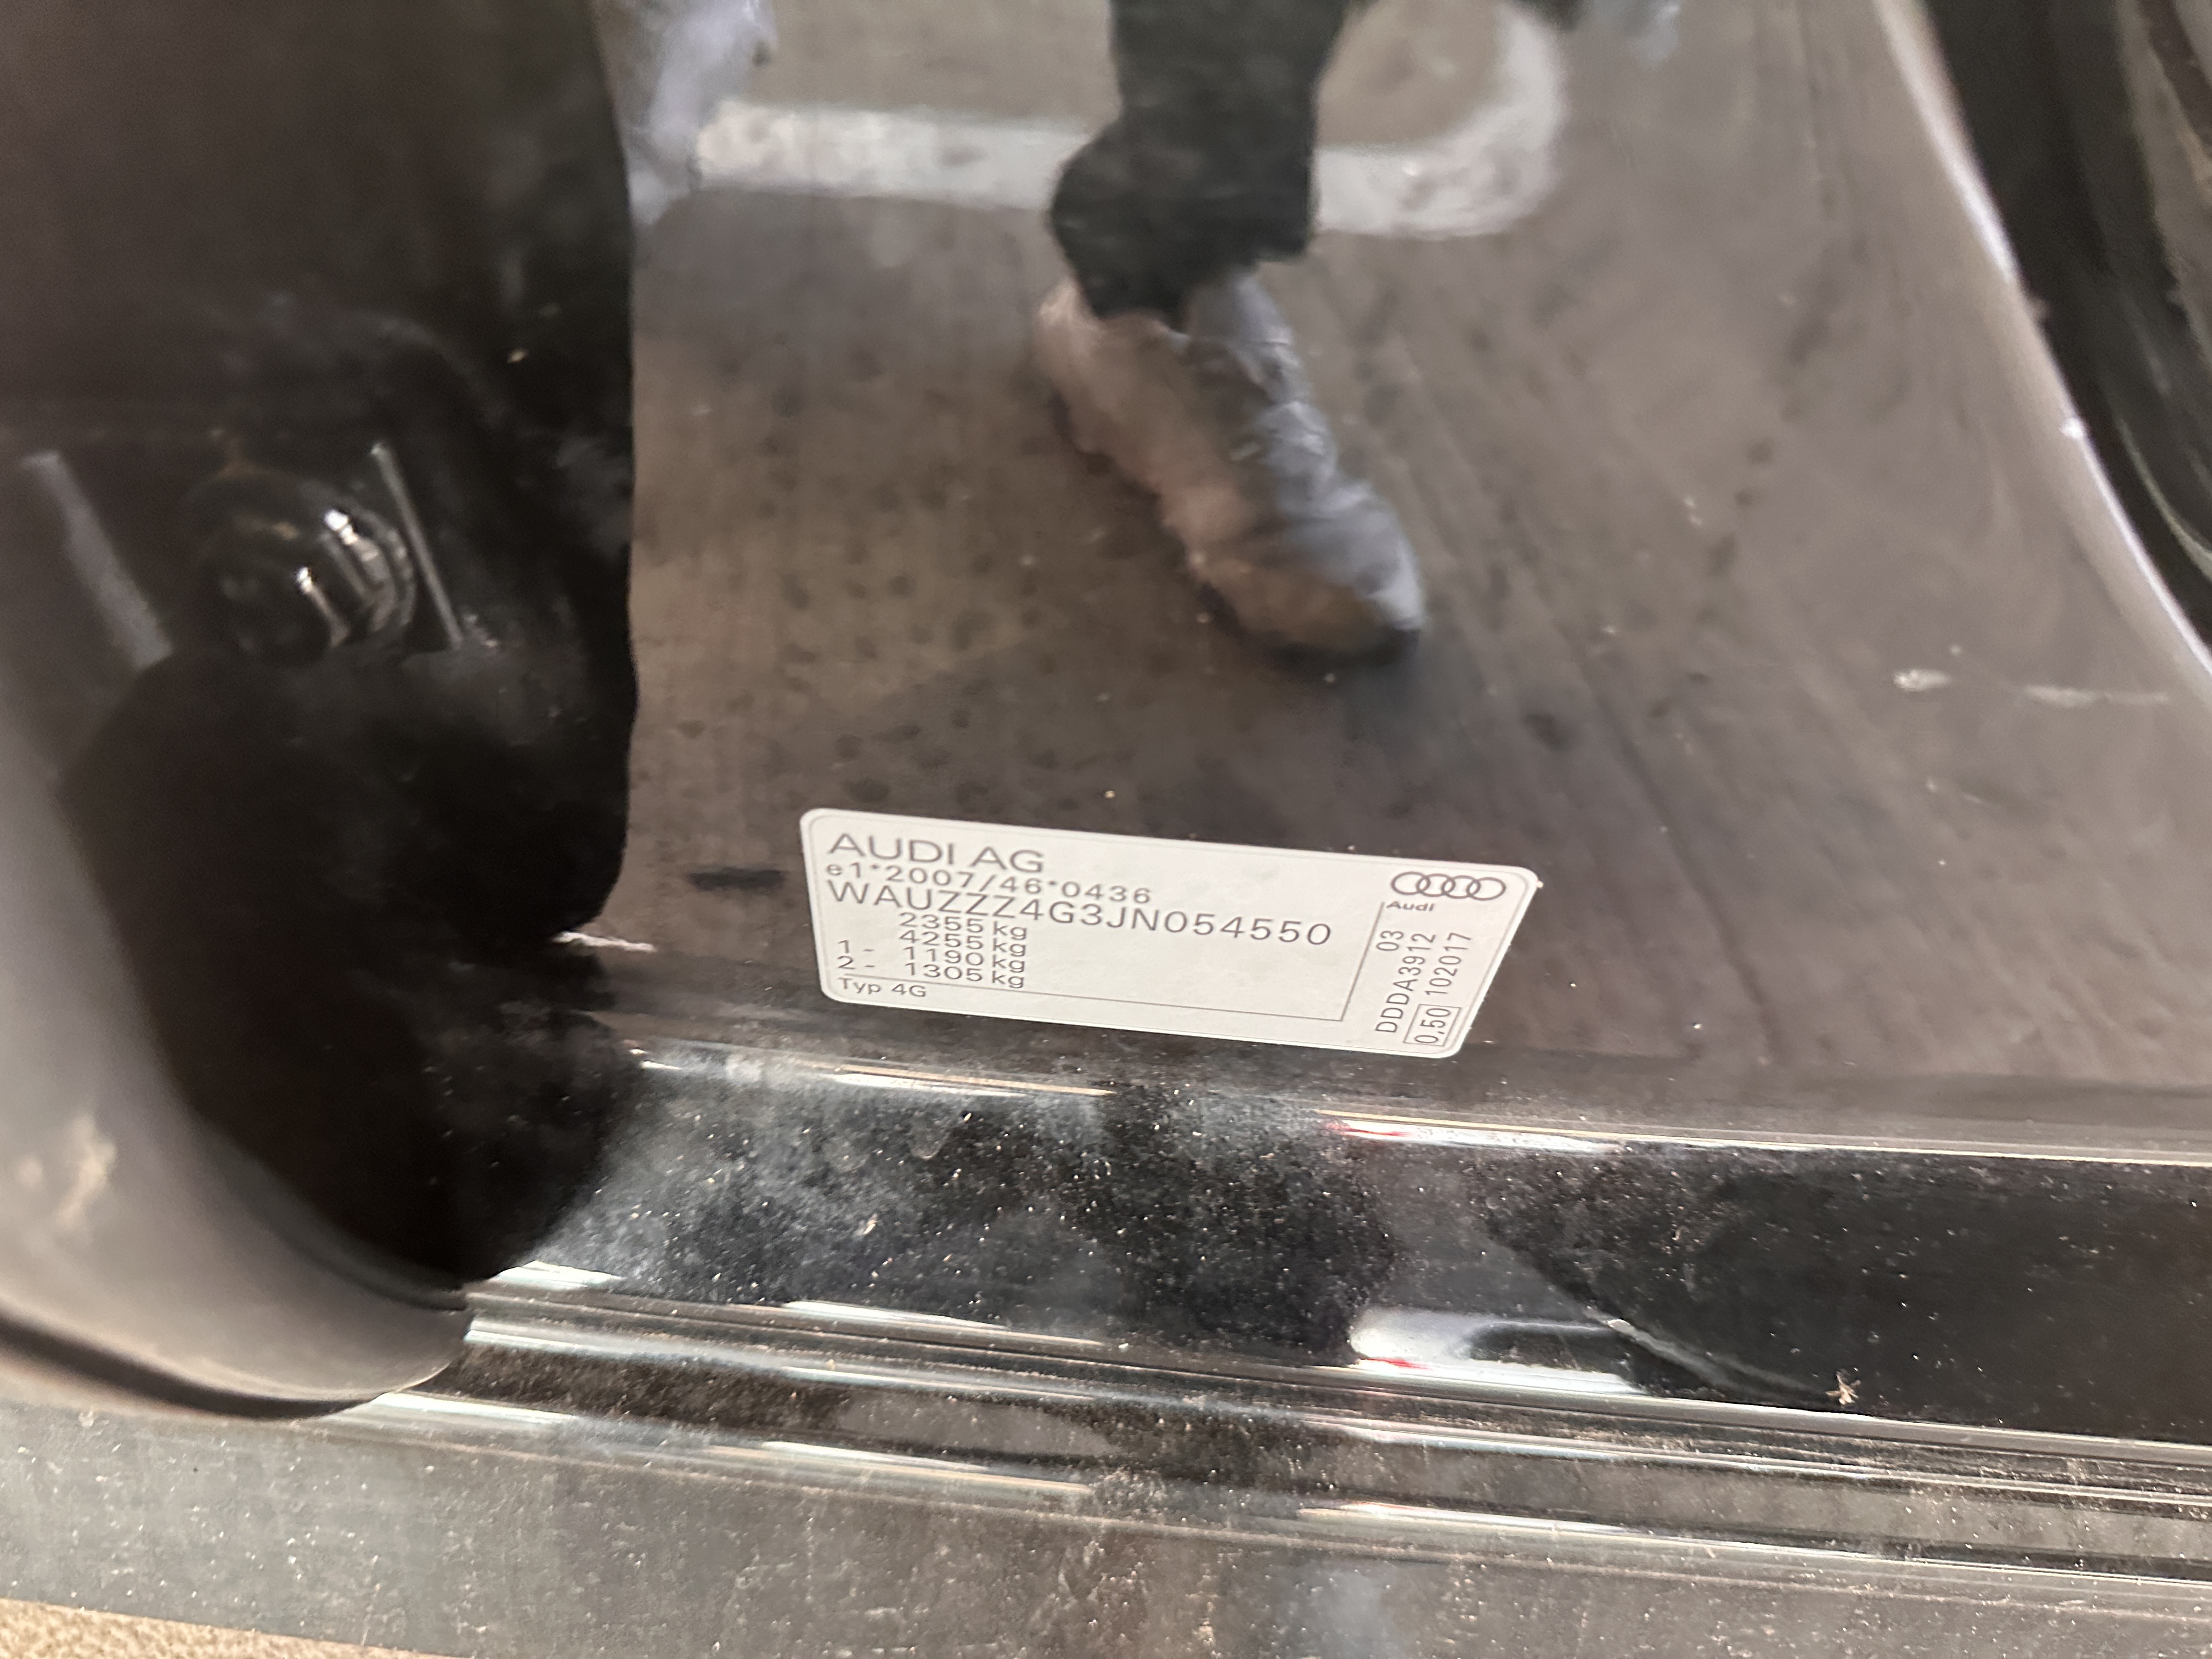 AUDI AG
e1*2007/46*0436
WAUZZZ4G3JN054550
2355 kg
4255 kg
1 - 1190 kg
2 - 1305 kg
Typ 4G
Audi
03
DDDA3912
0,50 102017